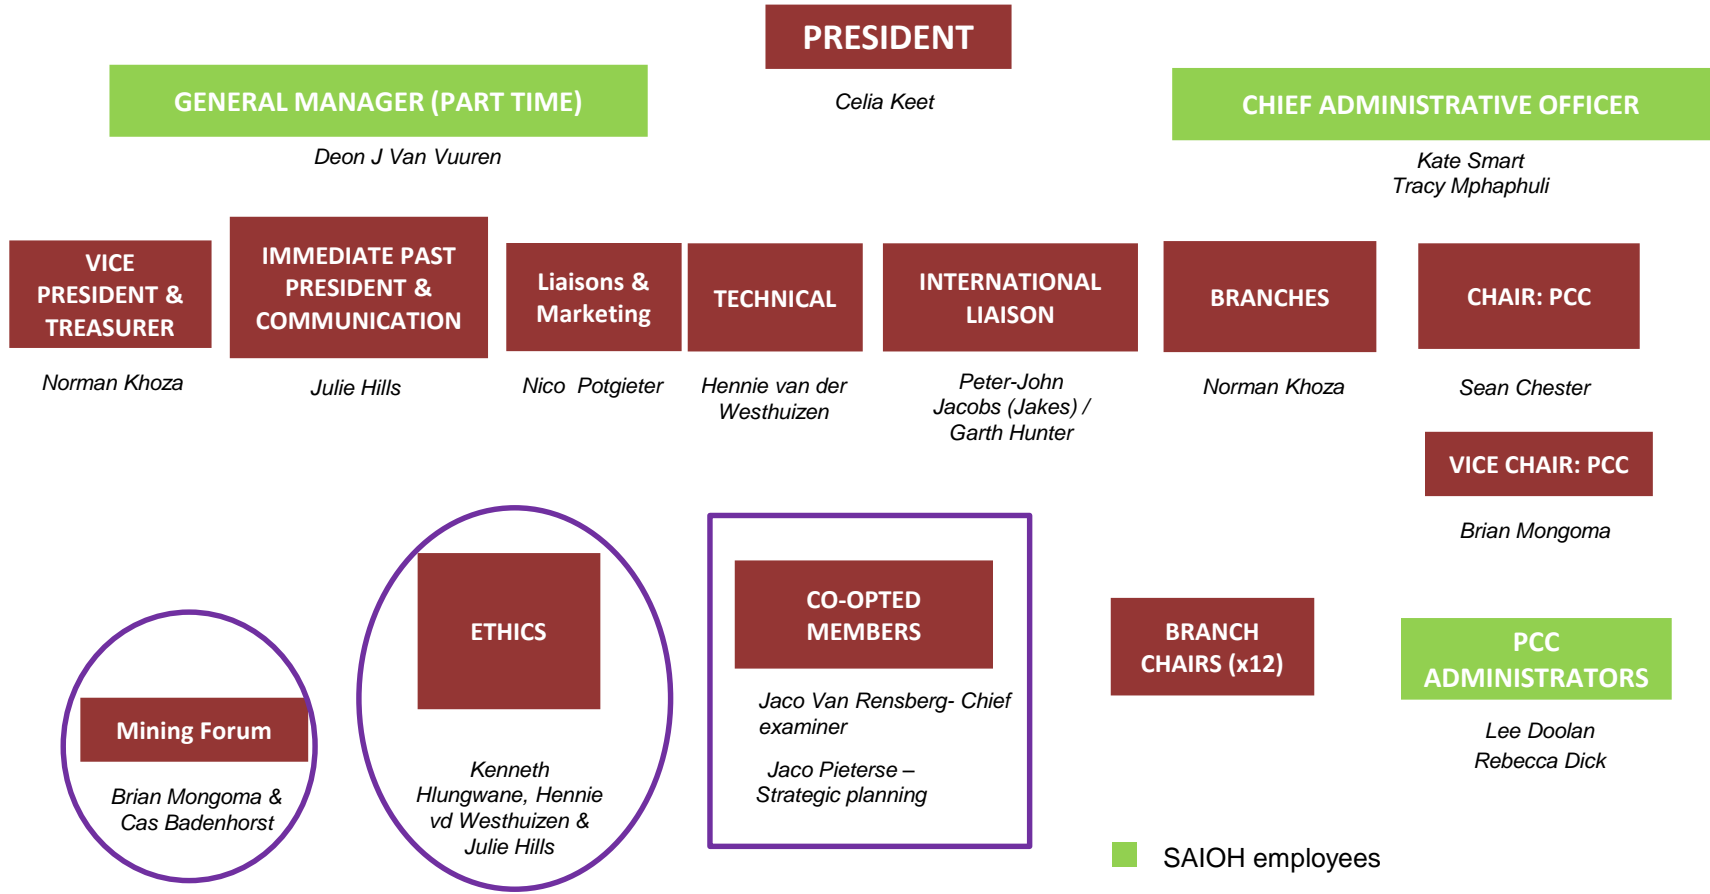 PRESIDENT
Celia Keet
GENERAL MANAGER (PART TIME)
Deon J Van Vuuren
CHIEF ADMINISTRATIVE OFFICER
Kate Smart
Tracy Mphaphuli
VICE
PRESIDENT &
TREASURER
Norman Khoza
IMMEDIATE PAST
PRESIDENT &
COMMUNICATION
Julie Hills
Liaisons &
Marketing
Nico Potgieter
TECHNICAL
Hennie van der
Westhuizen
INTERNATIONAL
LIAISON
Peter-John
Jacobs (Jakes) /
Garth Hunter
BRANCHES
Norman Khoza
CHAIR: PCC
Sean Chester
VICE CHAIR: PCC
Brian Mongoma
Mining Forum
Brian Mongoma &
Cas Badenhorst
ETHICS
Kenneth
Hlungwane, Hennie
vd Westhuizen &
Julie Hills
CO-OPTED
MEMBERS
Jaco Van Rensberg- Chief
examiner
Jaco Pieterse –
Strategic planning
BRANCH
CHAIRS (x12)
PCC
ADMINISTRATORS
Lee Doolan
Rebecca Dick
SAIOH employees